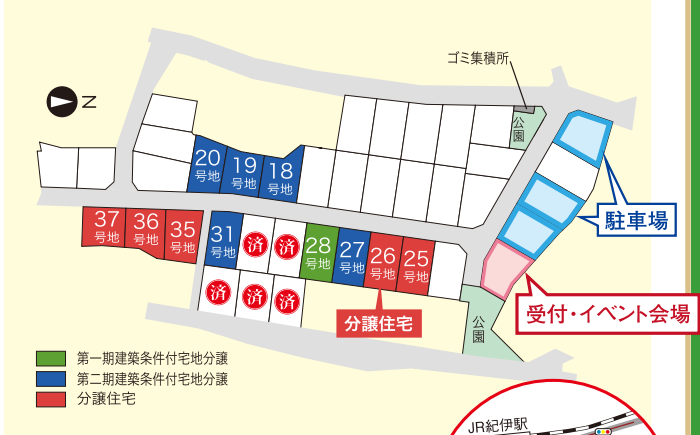 ゴミ集積所
N
公園
20
号地
19
号地
18
号地
駐車場
37
号地
36
号地
35
号地
31
号地
済
済
28
号地
27
号地
26
号地
25
号地
済
済
済
分譲住宅
受付・イベント会場
公園
第一期建築条件付宅地分譲
第二期建築条件付宅地分譲
分譲住宅
JR紀伊駅